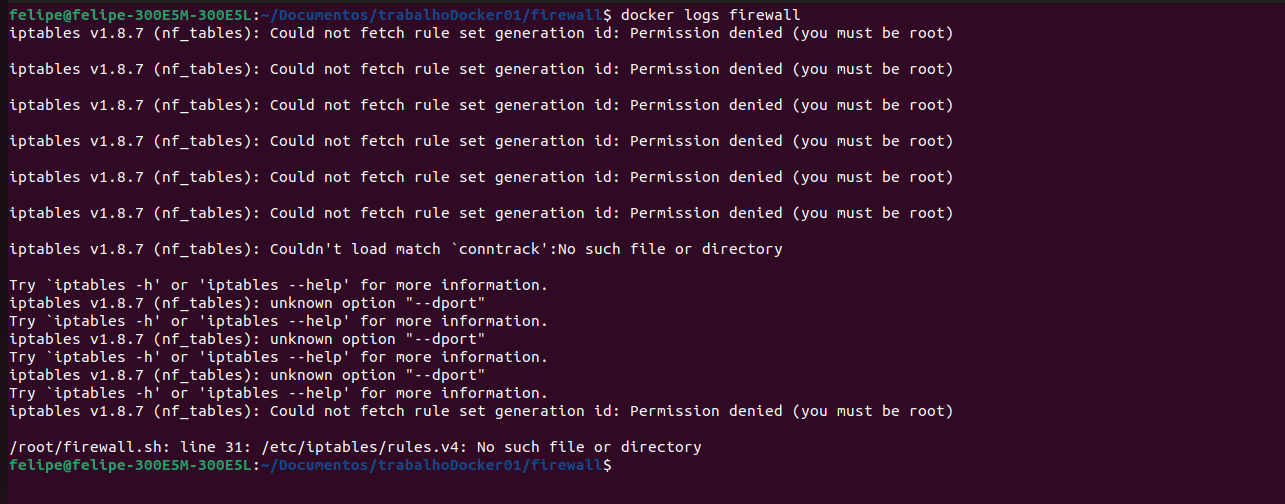 felipe@felipe-300E5M-300E5L:~/Documentos/trabalhoDocker01/firewall$ docker logs firewall
iptables v1.8.7 (nf_tables): Could not fetch rule set generation id: Permission denied (you must be root)
iptables v1.8.7 (nf_tables): Could not fetch rule set generation id: Permission denied (you must be root)
iptables v1.8.7 (nf_tables): Could not fetch rule set generation id: Permission denied (you must be root)
iptables v1.8.7 (nf_tables): Could not fetch rule set generation id: Permission denied (you must be root)
iptables v1.8.7 (nf_tables): Could not fetch rule set generation id: Permission denied (you must be root)
iptables v1.8.7 (nf_tables): Could not fetch rule set generation id: Permission denied (you must be root)
iptables v1.8.7 (nf_tables): Couldn't load match `conntrack':No such file or directory
Try `iptables -h' or 'iptables --help' for more information.
iptables v1.8.7 (nf_tables): unknown option "--dport"
Try `iptables -h' or 'iptables --help' for more information.
iptables v1.8.7 (nf_tables): unknown option "--dport"
Try `iptables -h' or 'iptables --help' for more information.
iptables v1.8.7 (nf_tables): unknown option "--dport"
Try `iptables -h' or 'iptables --help' for more information.
iptables v1.8.7 (nf_tables): Could not fetch rule set generation id: Permission denied (you must be root)
/root/firewall.sh: line 31: /etc/iptables/rules.v4: No such file or directory
felipe@felipe-300E5M-300E5L:~/Documentos/trabalhoDocker01/firewall$